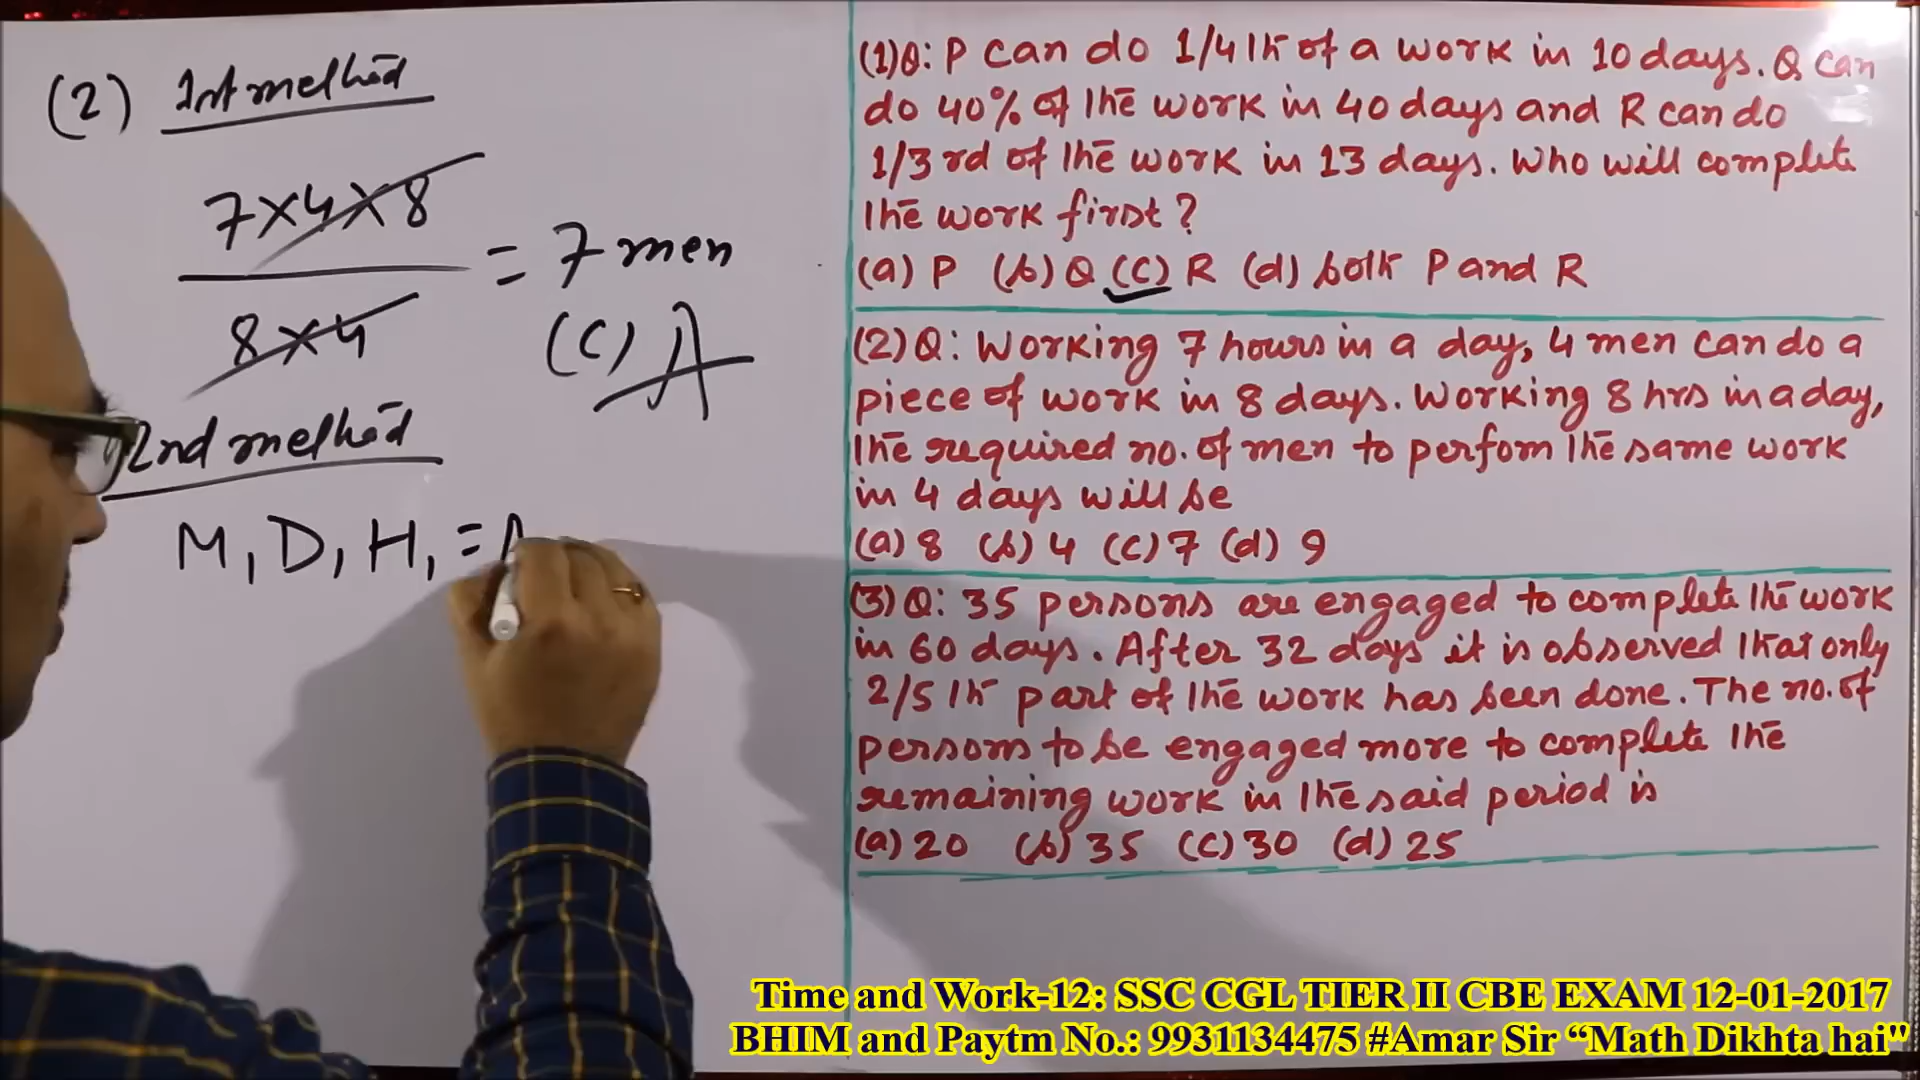 (2) 1st method
7×4×8
8×4
= 7 men
(C) A
2nd method
M₁D₁H₁ =
(1)Q: P can do 1/4 th of a work in 10 days. Q can
do 40% of the work in 40 days and R can do
1/3 rd of the work in 13 days. Who will complete
the work first?
(a) P (b) Q (C) R (d) both P and R
(2) Q: Working 7 hours in a day, 4 men can do a
piece of work in 8 days. Working 8 hrs in a day,
the required no. of men to perfom the same work
in 4 days will be
(a) 8 (b) 4 (c) 7 (d) 9
(3) Q: 35 persons are engaged to complete the work
in 60 days. After 32 days it is observed that only
2/5 th part of the work has been done. The no. of
persons to be engaged more to complete the
remaining work in the said period is
(a) 20 (b) 35 (c) 30 (d) 25
Time and Work-12: SSC CGL TIER II CBE EXAM 12-01-2017
BHIM and Paytm No.: 9931134475 #Amar Sir “Math Dikhta hai"